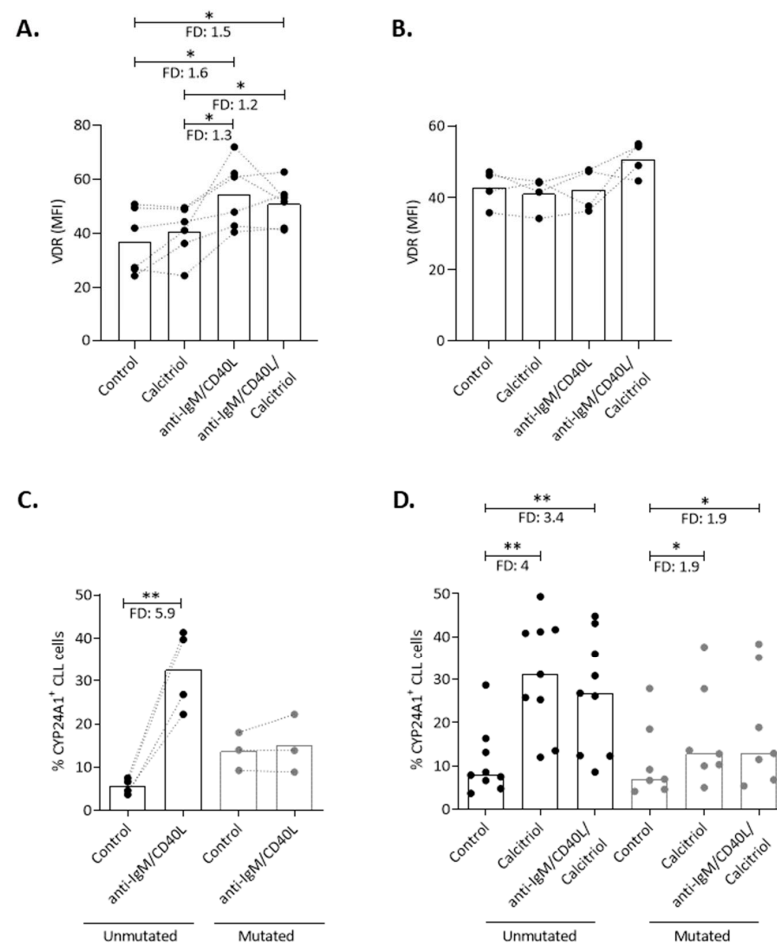 A.
*
FD: 1.5
*
FD: 1.6
*
FD: 1.2
*
FD: 1.3
VDR (MFI)
80
60
40
20
0
Control
Calcitriol
anti-IgM/CD40L
anti-IgM/CD40L/
Calcitriol
B.
VDR (MFI)
60
40
20
0
Control
Calcitriol
anti-IgM/CD40L
anti-IgM/CD40L/
Calcitriol
C.
**
FD: 5.9
% CYP24A1⁺ CLL cells
50
40
30
20
10
0
Control
anti-IgM/CD40L
Control
anti-IgM/CD40L
Unmutated
Mutated
D.
**
FD: 3.4
*
FD: 1.9
**
FD: 4
*
FD: 1.9
% CYP24A1⁺ CLL cells
50
40
30
20
10
0
Control
Calcitriol
anti-IgM/CD40L/
Calcitriol
Control
Calcitriol
anti-IgM/CD40L/
Calcitriol
Unmutated
Mutated